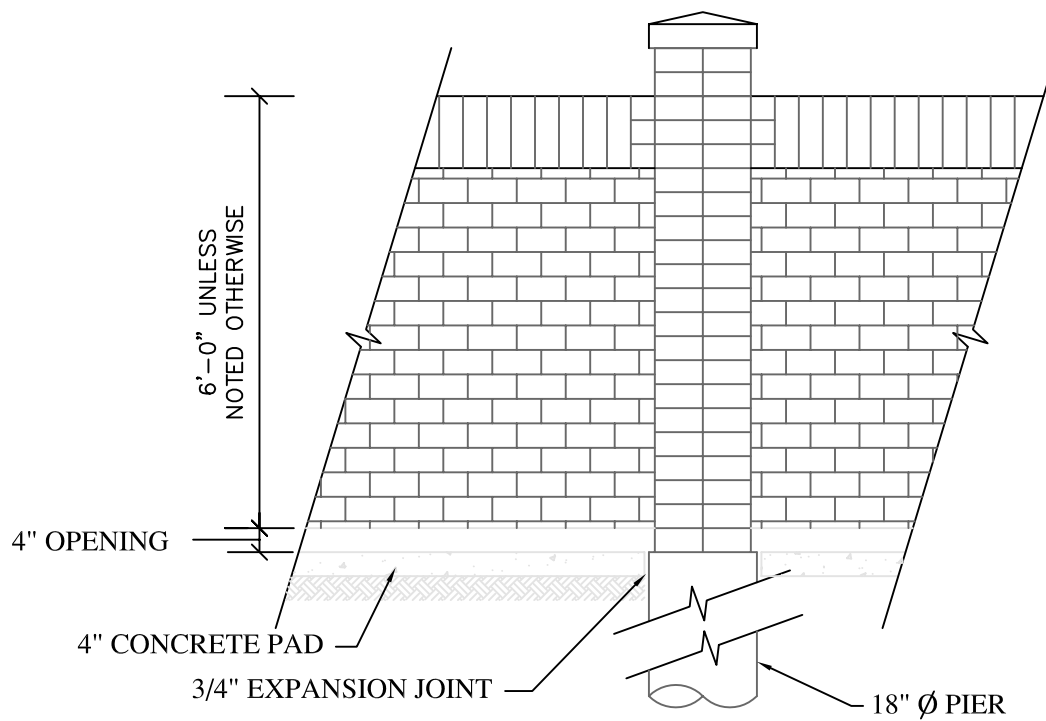 6'-0" UNLESS
NOTED OTHERWISE
4" OPENING
4" CONCRETE PAD
3/4" EXPANSION JOINT
18" Ø PIER